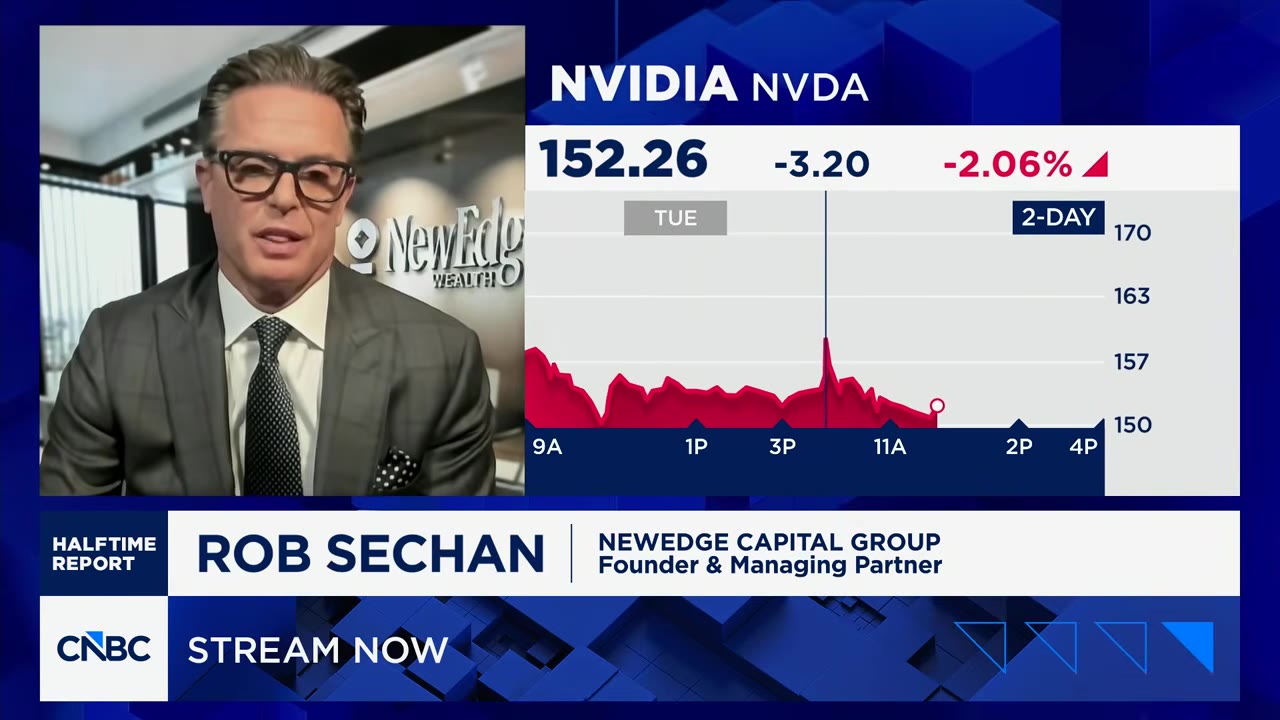 NewEdg
WEALTH
NVIDIA NVDA
152.26 -3.20 -2.06%
TUE
2-DAY
170
163
157
150
9A 1P 3P 11A 2P 4P
HALFTIME
REPORT
ROB SECHAN
NEWEDGE CAPITAL GROUP
Founder & Managing Partner
CNBC
STREAM NOW